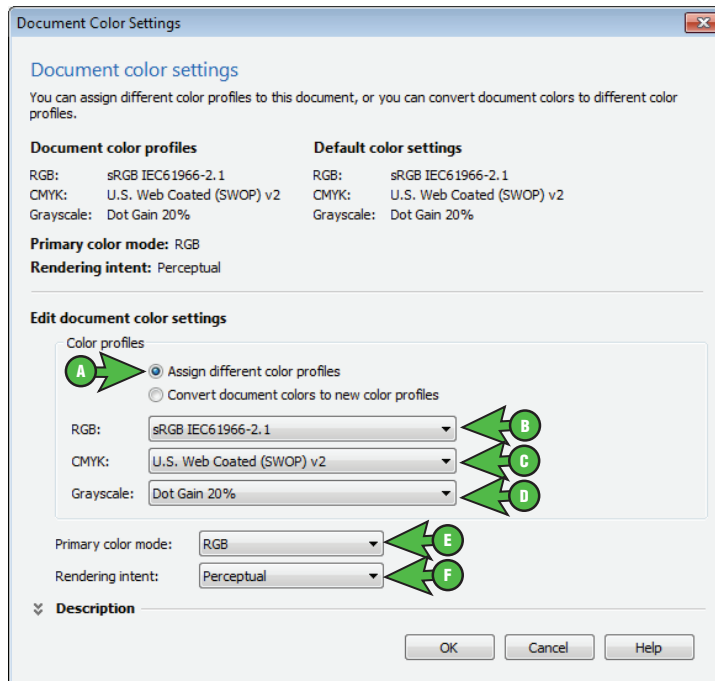 Document Color Settings
Document color settings
You can assign different color profiles to this document, or you can convert document colors to different color
profiles.
Document color profiles
Default color settings
RGB: sRGB IEC61966-2.1
RGB: sRGB IEC61966-2.1
CMYK: U.S. Web Coated (SWOP) v2
CMYK: U.S. Web Coated (SWOP) v2
Grayscale: Dot Gain 20%
Grayscale: Dot Gain 20%
Primary color mode: RGB
Rendering intent: Perceptual
Edit document color settings
Color profiles
A Assign different color profiles
Convert document colors to new color profiles
RGB: sRGB IEC61966-2.1 B
CMYK: U.S. Web Coated (SWOP) v2 C
Grayscale: Dot Gain 20% D
Primary color mode: RGB E
Rendering intent: Perceptual F
Description
OK Cancel Help